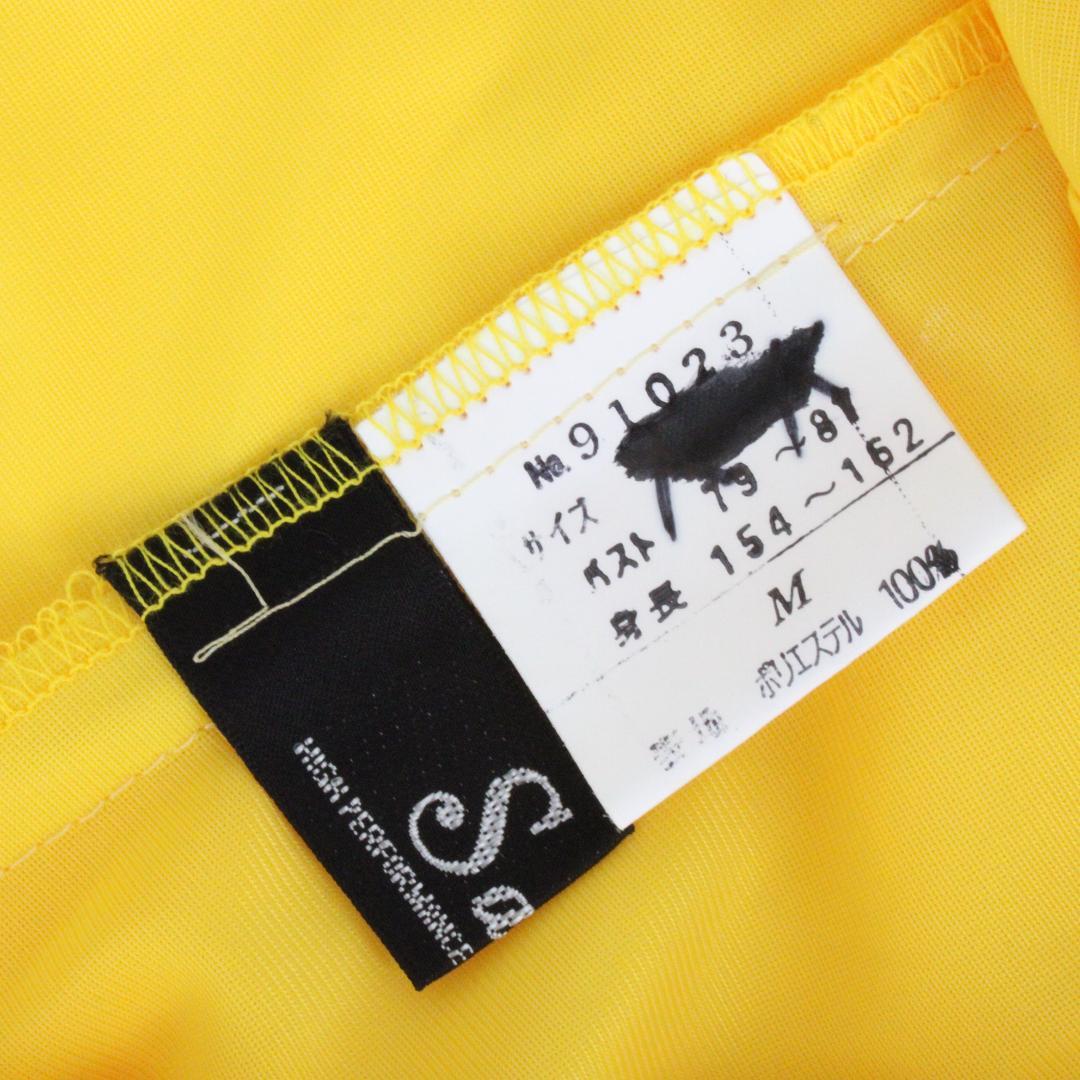 No.91023
サイズ
バスト 79～8
身長 154～162
M
ポリエステル 100%
HIGH PERFORMANCE